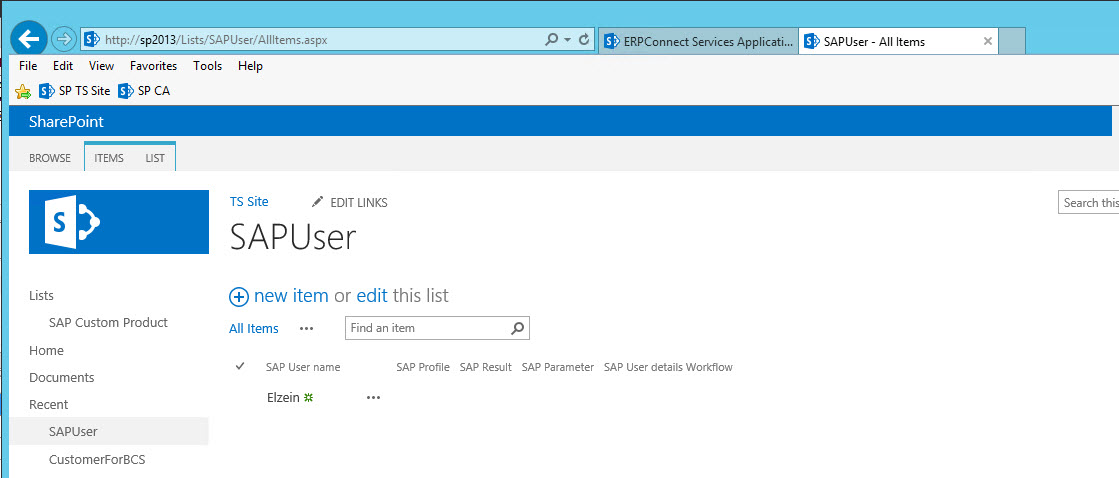 http://sp2013/Lists/SAPUser/AllItems.aspx
ERPConnect Services Applicati...
SAPUser - All Items
File Edit View Favorites Tools Help
SP TS Site SP CA
SharePoint
BROWSE ITEMS LIST
S
TS Site EDIT LINKS
Search this
SAPUser
Lists
SAP Custom Product
Home
Documents
Recent
SAPUser
CustomerForBCS
new item or edit this list
All Items ••• Find an item
SAP User name SAP Profile SAP Result SAP Parameter SAP User details Workflow
Elzein •••